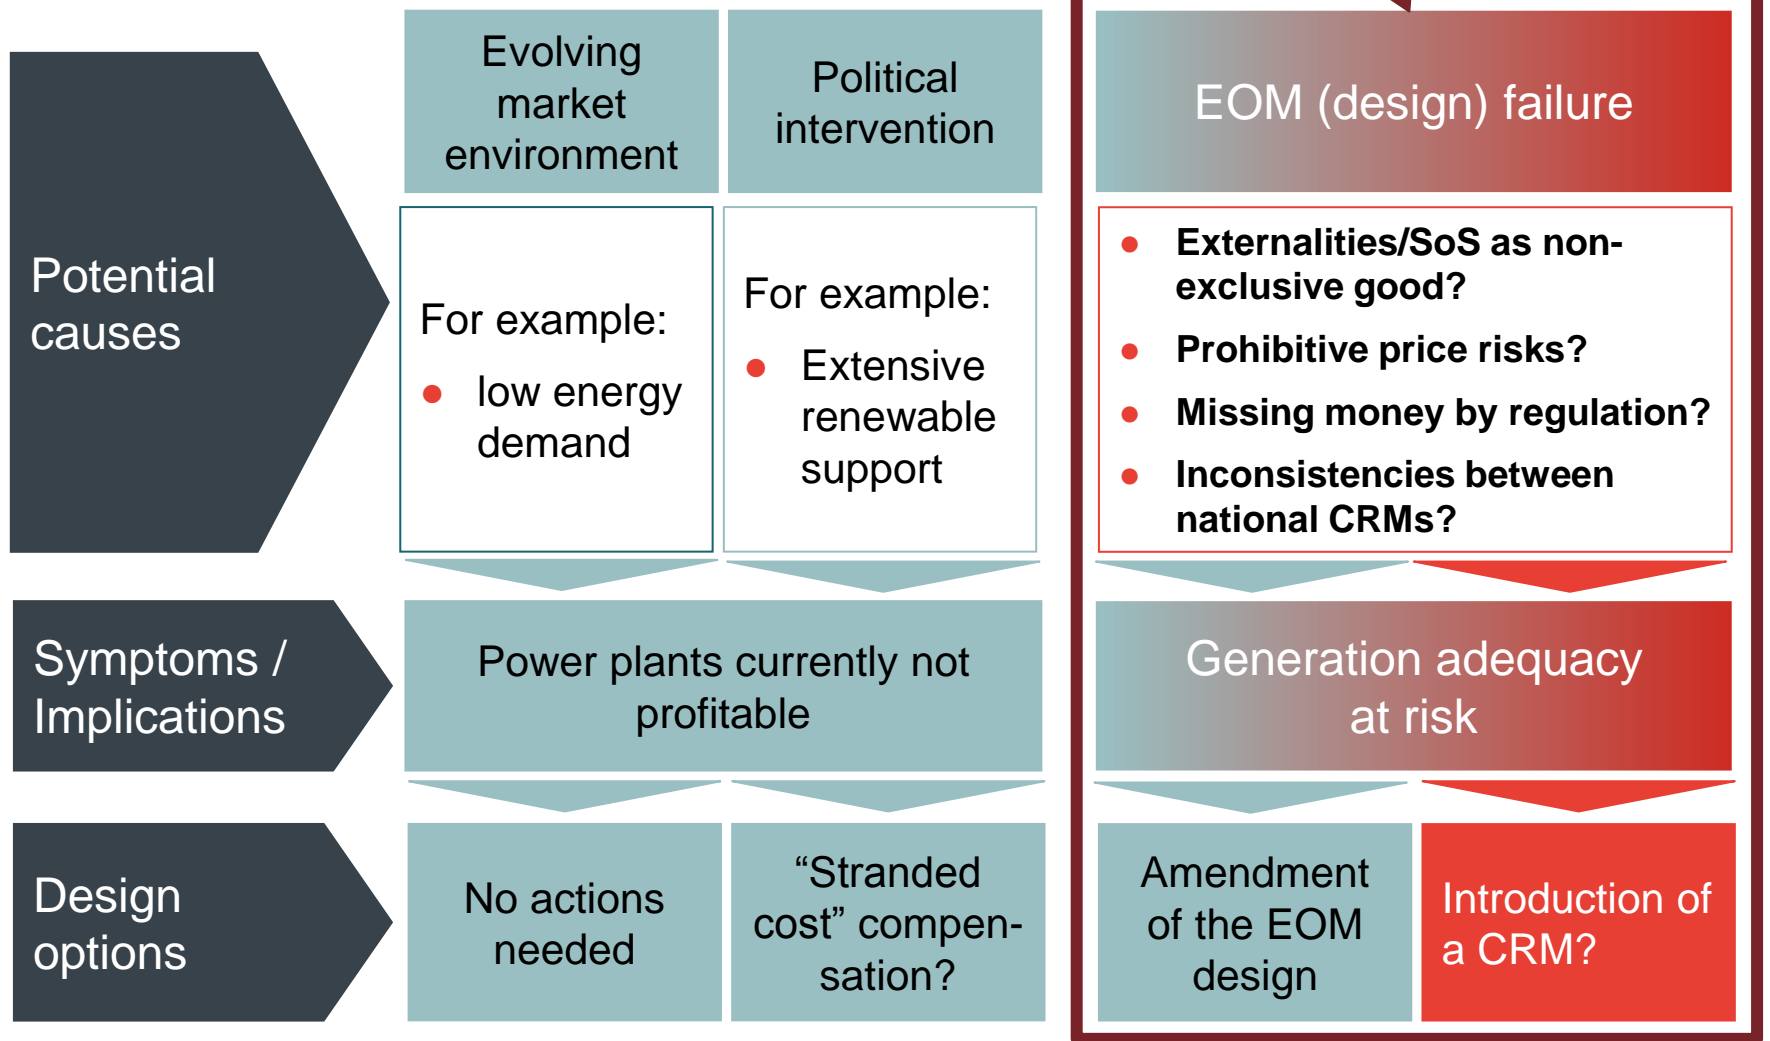 Potential
causes
Evolving
market
environment
Political
intervention
EOM (design) failure
For example:
● low energy
demand
For example:
● Extensive
renewable
support
● Externalities/SoS as non-
exclusive good?
● Prohibitive price risks?
● Missing money by regulation?
● Inconsistencies between
national CRMs?
Symptoms /
Implications
Power plants currently not
profitable
Generation adequacy
at risk
Design
options
No actions
needed
“Stranded
cost” compen-
sation?
Amendment
of the EOM
design
Introduction of
a CRM?